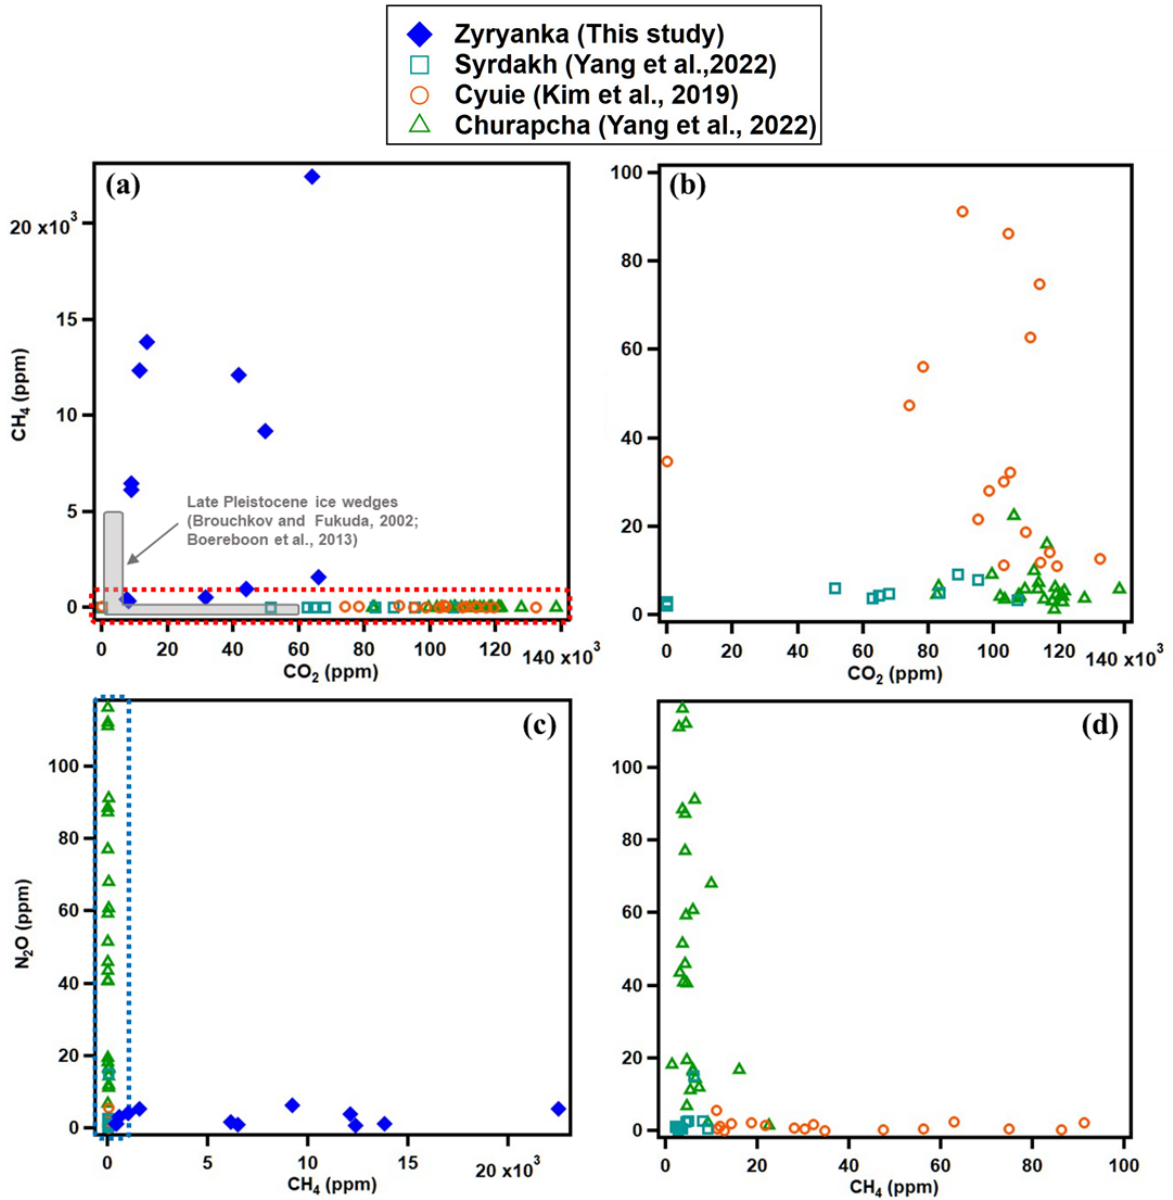 Zyryanka (This study)
Syrdakh (Yang et al.,2022)
Cyuie (Kim et al., 2019)
Churapcha (Yang et al., 2022)
(a)
20 x10³
15
10
5
0
CH₄ (ppm)
Late Pleistocene ice wedges
(Brouchkov and Fukuda, 2002;
Boereboon et al., 2013)
0 20 40 60 80 100 120 140 x10³
CO₂ (ppm)
(b)
100
80
60
40
20
0
0 20 40 60 80 100 120 140 x10³
CO₂ (ppm)
(c)
100
80
60
40
20
0
N₂O (ppm)
0 5 10 15 20 x10³
CH₄ (ppm)
(d)
100
80
60
40
20
0
0 20 40 60 80 100
CH₄ (ppm)